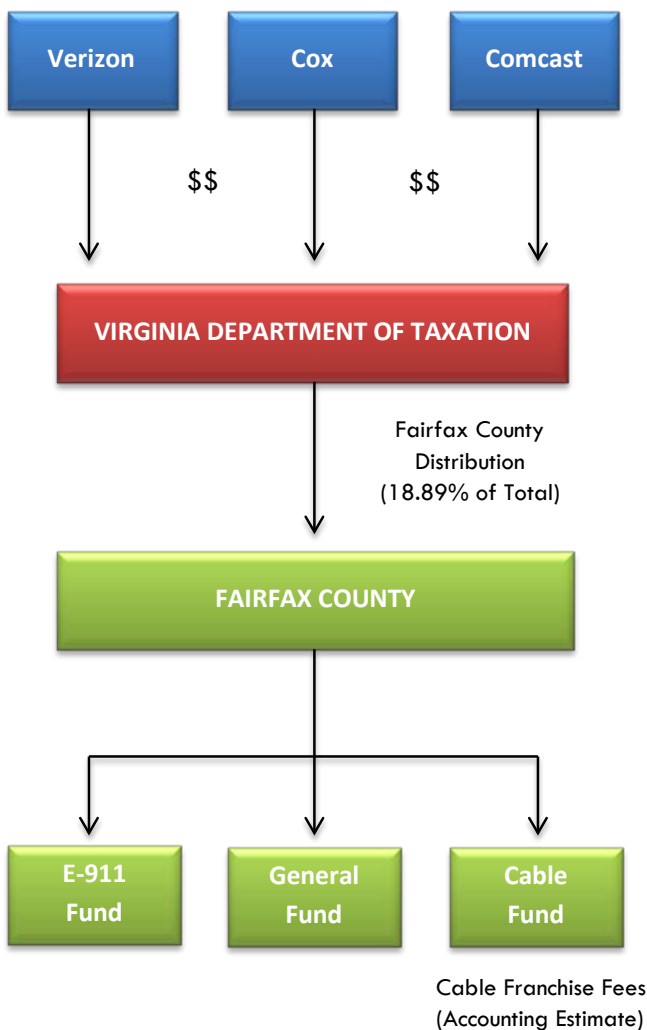 Verizon
Cox
Comcast
$$
$$
VIRGINIA DEPARTMENT OF TAXATION
Fairfax County
Distribution
(18.89% of Total)
FAIRFAX COUNTY
E-911
Fund
General
Fund
Cable
Fund
Cable Franchise Fees
(Accounting Estimate)